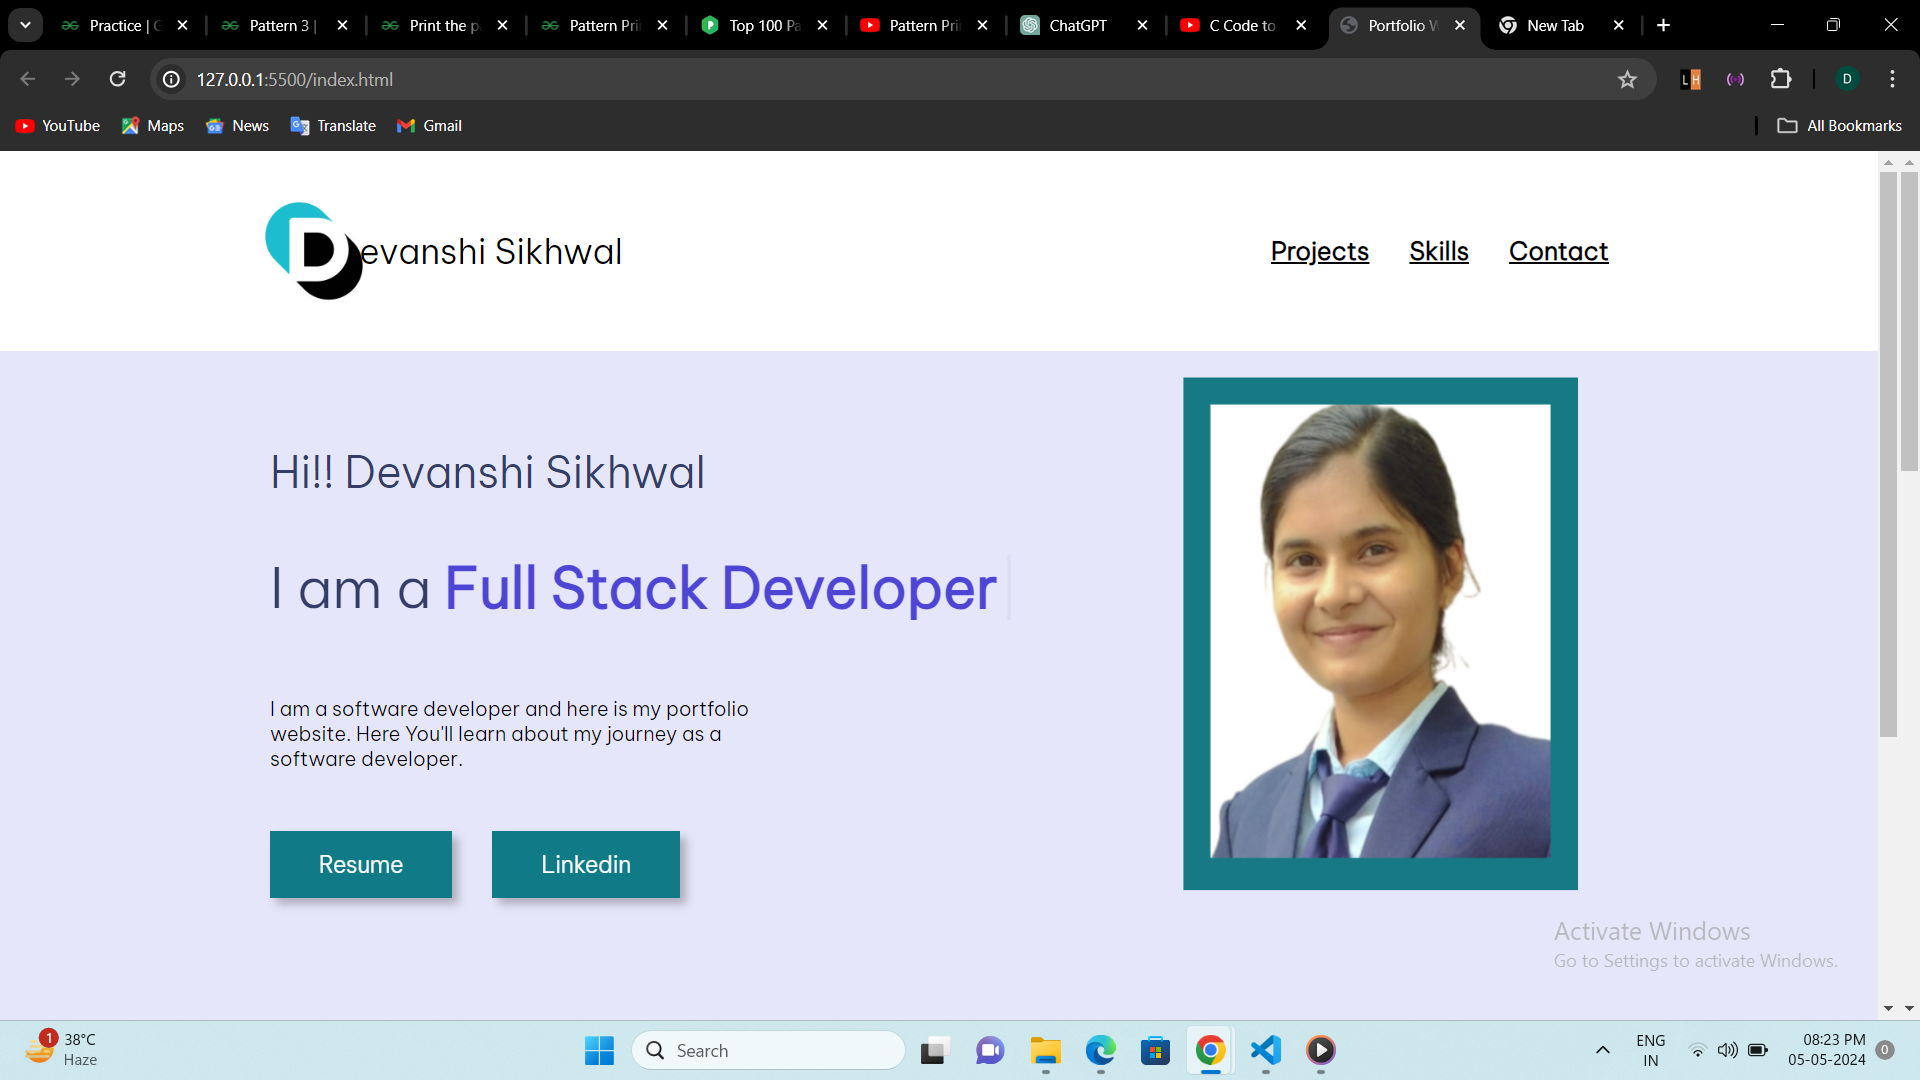 Practice | G
Pattern 3 |
Print the p
Pattern Pri
Top 100 Pa
Pattern Pri
ChatGPT
C Code to
Portfolio W
New Tab
127.0.0.1:5500/index.html
L H
D
YouTube
Maps
News
Translate
Gmail
All Bookmarks
D
evanshi Sikhwal
Projects
Skills
Contact
Hi!! Devanshi Sikhwal
I am a Full Stack Developer
I am a software developer and here is my portfolio
website. Here You'll learn about my journey as a
software developer.
Resume
Linkedin
Activate Windows
Go to Settings to activate Windows.
1
38°C
Haze
Search
ENG
IN
08:23 PM
05-05-2024
0